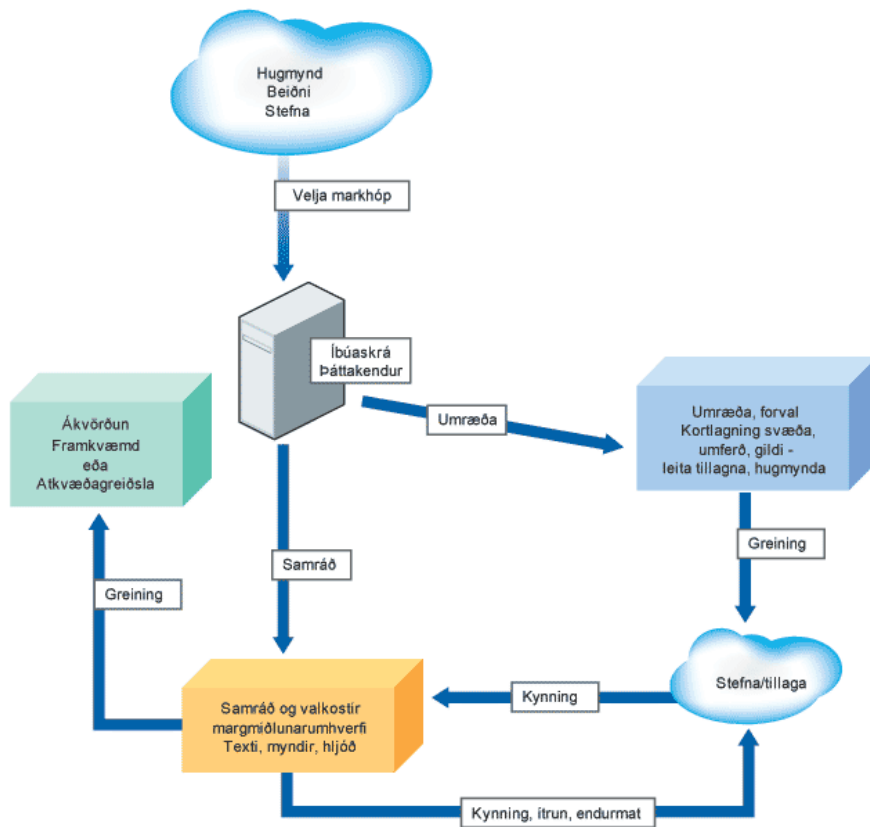 Hugmynd
Beiðni
Stefna
Velja markhóp
Íbúaskrá
Þáttakendur
Umræða
Umræða, forval
Kortlagning svæða,
umferð, gildi -
leita tillagna, hugmynda
Ákvörðun
Framkvæmd
eða
Atkvæðagreiðsla
Samráð
Greining
Greining
Stefna/tillaga
Kynning
Samráð og valkostir
margmiðlunarumhverfi
Texti, myndir, hljóð
Kynning, ítrun, endurmat